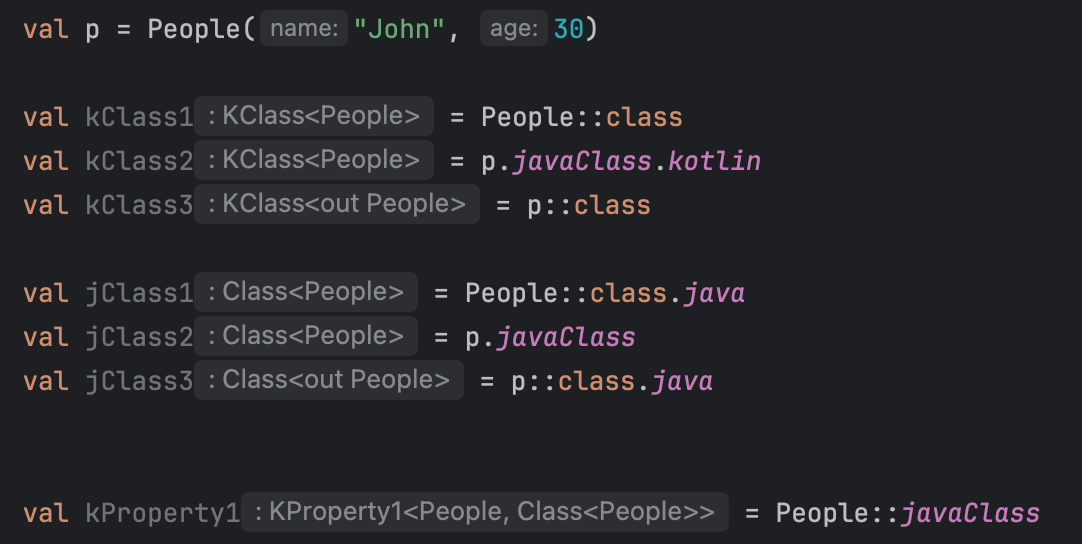 val p = People( name: "John", age: 30)
val kClass1 : KClass<People> = People::class
val kClass2 : KClass<People> = p.javaClass.kotlin
val kClass3 : KClass<out People> = p::class
val jClass1 : Class<People> = People::class.java
val jClass2 : Class<People> = p.javaClass
val jClass3 : Class<out People> = p::class.java
val kProperty1 : KProperty1<People, Class<People>> = People::javaClass